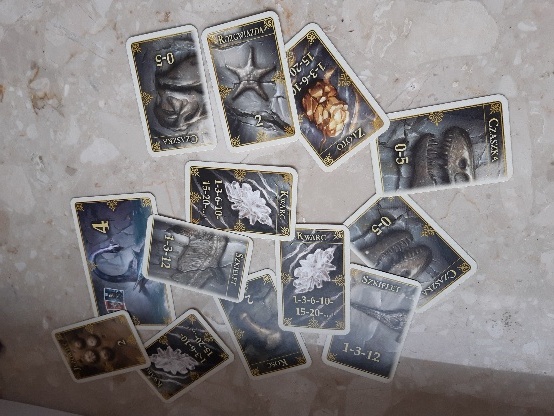 0-5
CZASZKA
2
ZŁOTO
1-3-6-10-
15-20-...
CZASZKA
0-5
KWARC
1-3-6-10-
15-20-...
4
1-3-12
SZKIELET
KWARC
1-3-6-10-
15-20-...
0-5
CZASZKA
SZKIELET
1-3-12
2
KOŚĆ
2